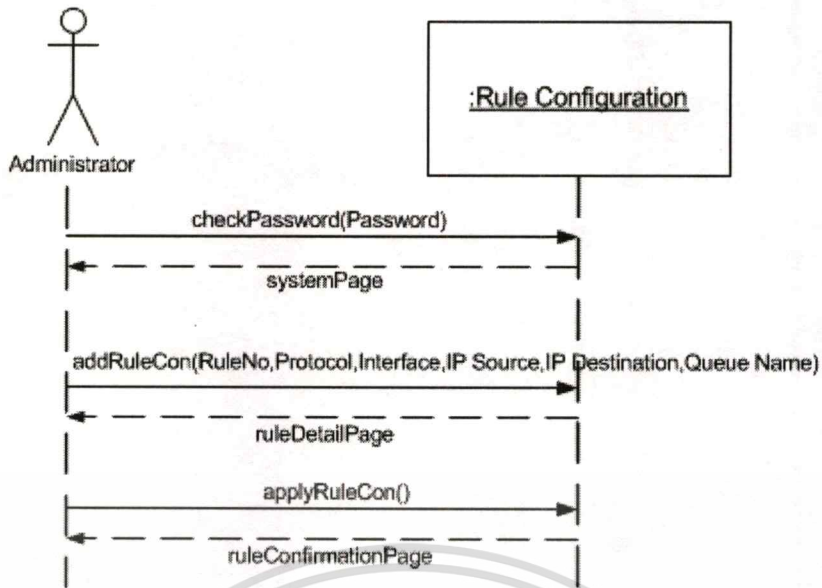 :Rule Configuration
Administrator
checkPassword(Password)
systemPage
addRuleCon(RuleNo,Protocol,Interface,IP Source,IP Destination,Queue Name)
ruleDetailPage
applyRuleCon()
ruleConfirmationPage